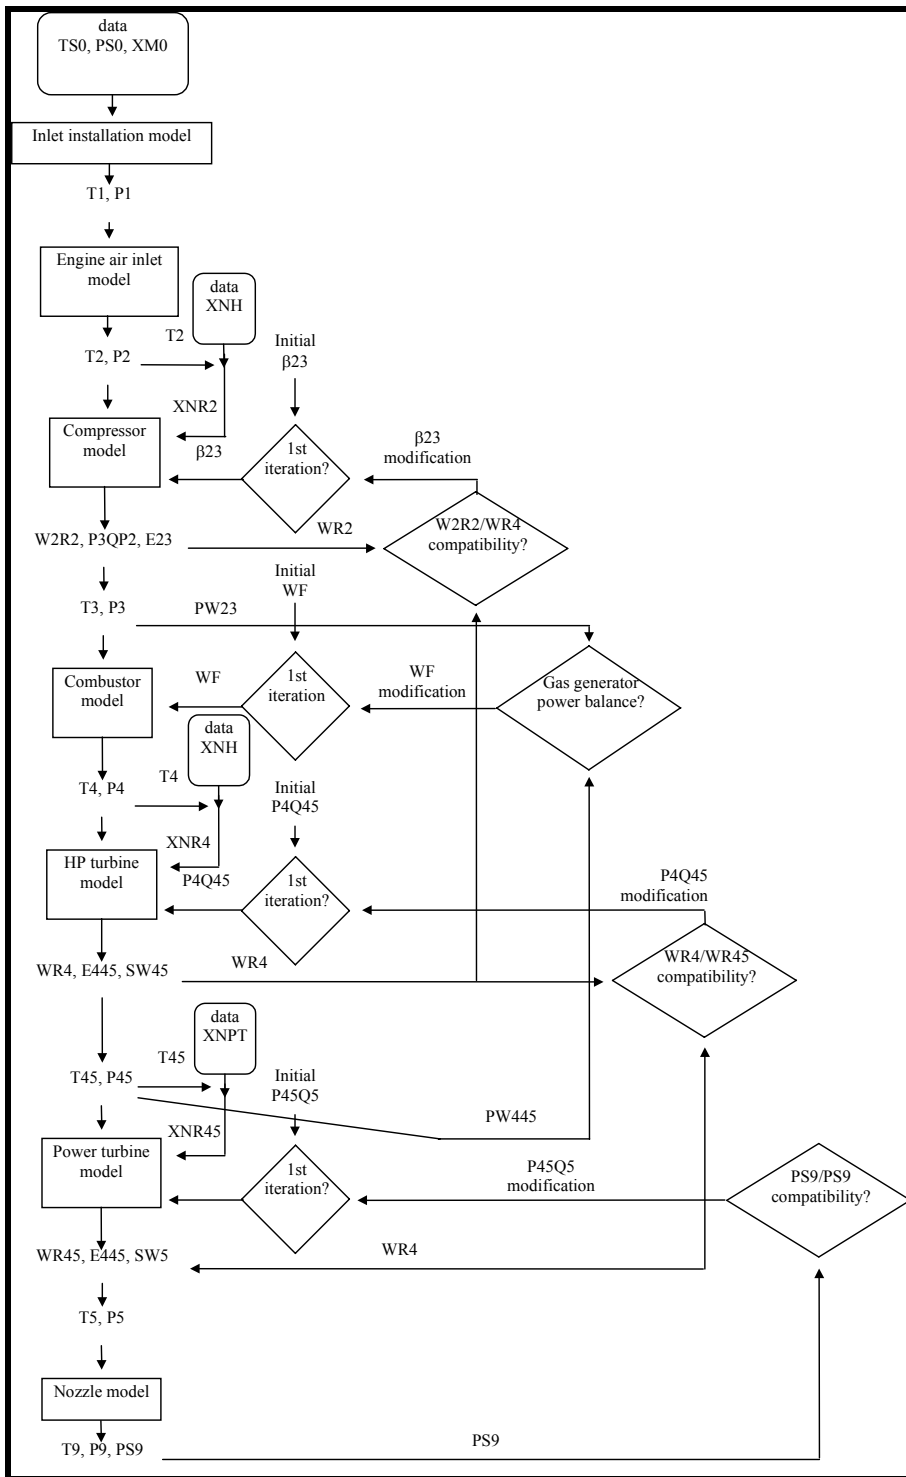 data
TS0, PS0, XM0
Inlet installation model
T1, P1
Engine air inlet
model
data
XNH
T2
T2, P2
Initial
β23
XNR2
Compressor
model
β23
1st
iteration?
β23
modification
W2R2, P3QP2, E23
WR2
W2R2/WR4
compatibility?
Initial
WF
T3, P3
PW23
Combustor
model
WF
1st
iteration
WF
modification
Gas generator
power balance?
data
XNH
T4
T4, P4
Initial
P4Q45
XNR4
HP turbine
model
P4Q45
1st
iteration?
P4Q45
modification
WR4, E445, SW45
WR4
WR4/WR45
compatibility?
data
XNPT
T45
T45, P45
Initial
P45Q5
PW445
XNR45
Power turbine
model
1st
iteration?
P45Q5
modification
PS9/PS9
compatibility?
WR45, E445, SW5
WR4
T5, P5
Nozzle model
T9, P9, PS9
PS9